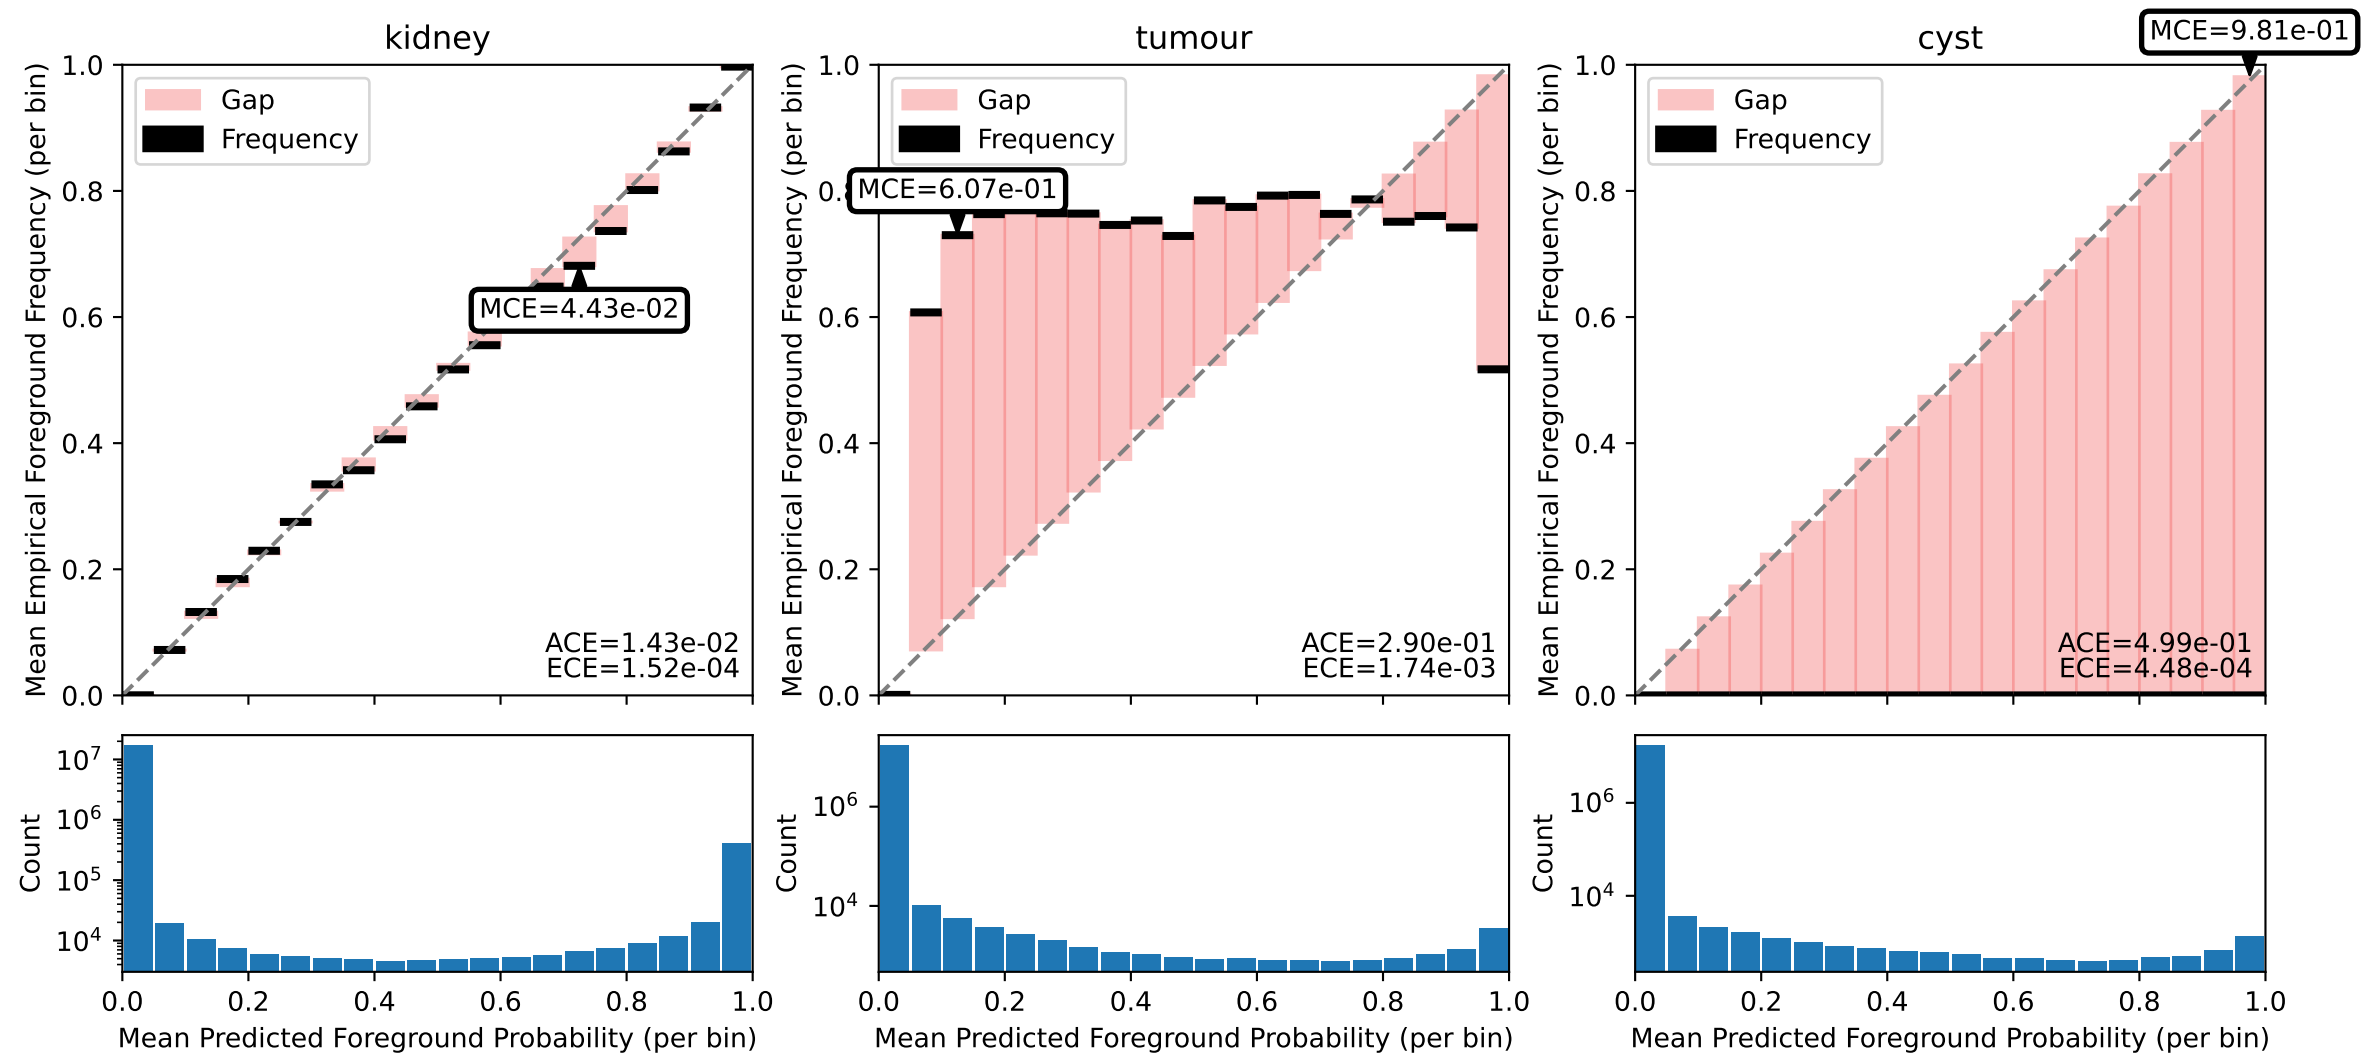 kidney
Mean Empirical Foreground Frequency (per bin)
1.0
0.8
0.6
0.4
0.2
0.0
Gap
Frequency
MCE=4.43e-02
ACE=1.43e-02
ECE=1.52e-04
Count
10⁷
10⁶
10⁵
10⁴
0.0 0.2 0.4 0.6 0.8 1.0
Mean Predicted Foreground Probability (per bin)
tumour
Mean Empirical Foreground Frequency (per bin)
1.0
0.8
0.6
0.4
0.2
0.0
Gap
Frequency
MCE=6.07e-01
ACE=2.90e-01
ECE=1.74e-03
Count
10⁶
10⁴
0.0 0.2 0.4 0.6 0.8 1.0
Mean Predicted Foreground Probability (per bin)
cyst
MCE=9.81e-01
Mean Empirical Foreground Frequency (per bin)
1.0
0.8
0.6
0.4
0.2
0.0
Gap
Frequency
ACE=4.99e-01
ECE=4.48e-04
Count
10⁶
10⁴
0.0 0.2 0.4 0.6 0.8 1.0
Mean Predicted Foreground Probability (per bin)